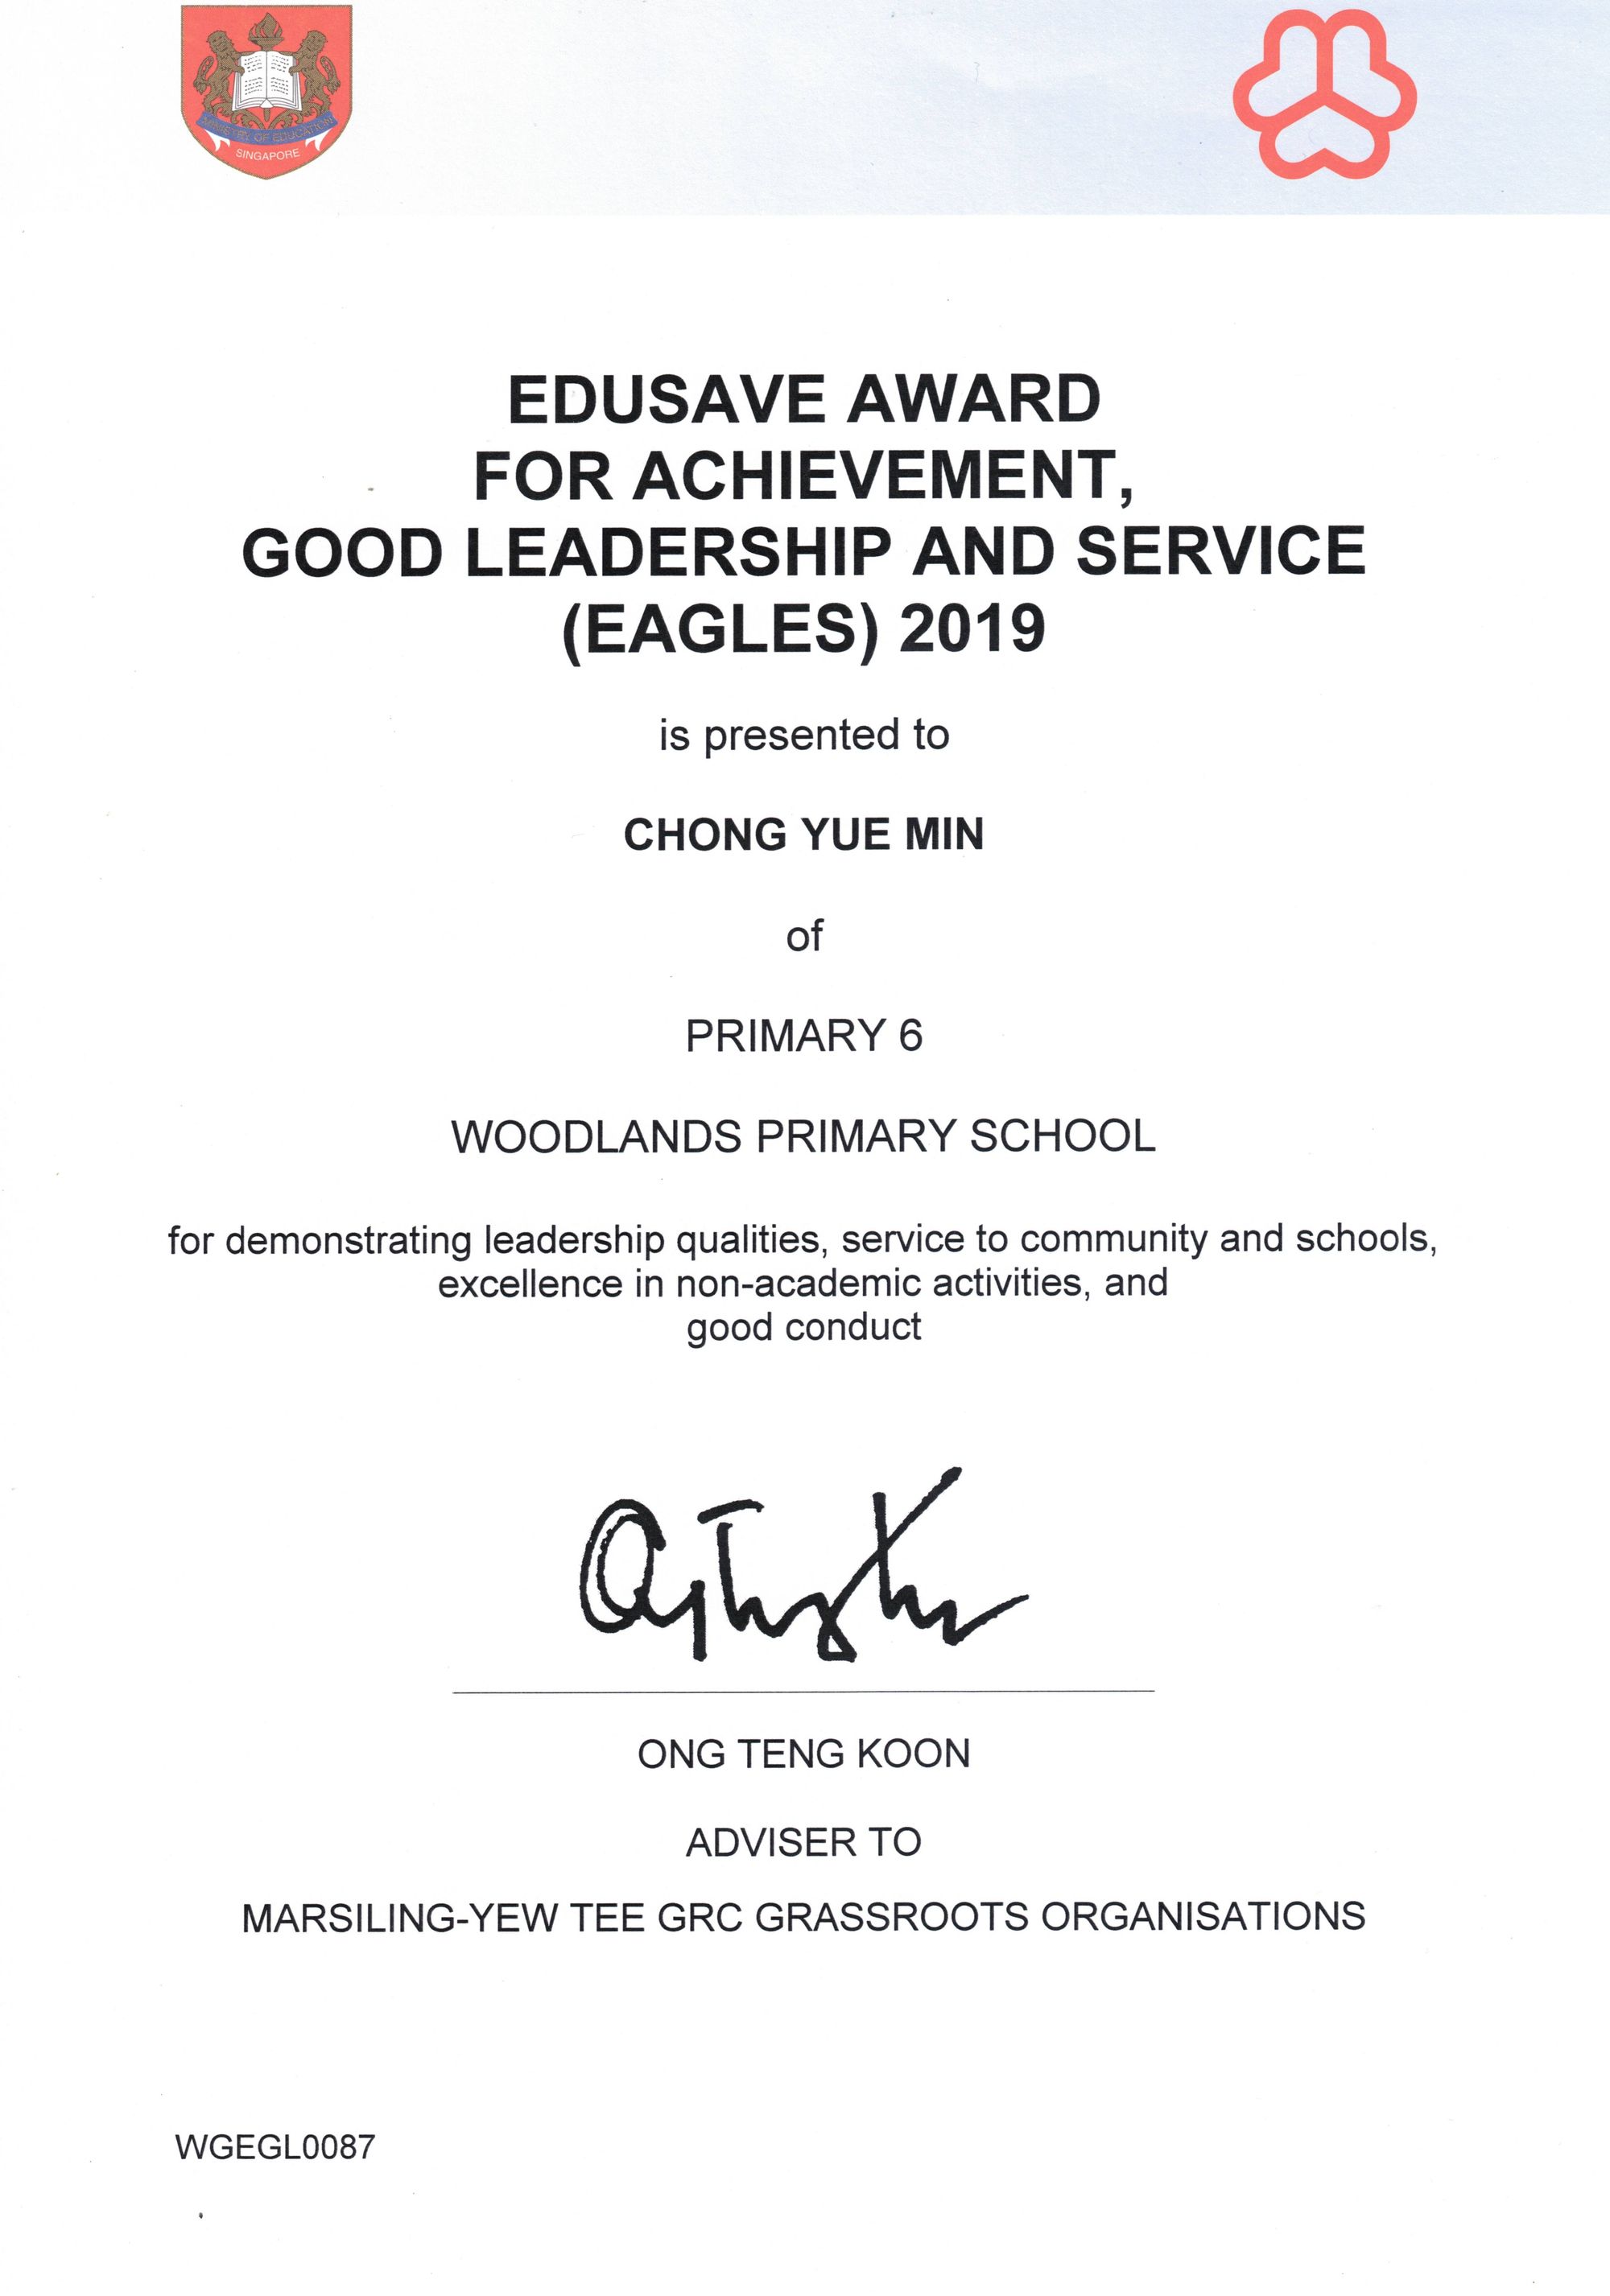 MINISTRY OF EDUCATION
SINGAPORE
EDUSAVE AWARD
FOR ACHIEVEMENT,
GOOD LEADERSHIP AND SERVICE
(EAGLES) 2019
is presented to
CHONG YUE MIN
of
PRIMARY 6
WOODLANDS PRIMARY SCHOOL
for demonstrating leadership qualities, service to community and schools,
excellence in non-academic activities, and
good conduct
ONG TENG KOON
ADVISER TO
MARSILING-YEW TEE GRC GRASSROOTS ORGANISATIONS
WGEGL0087